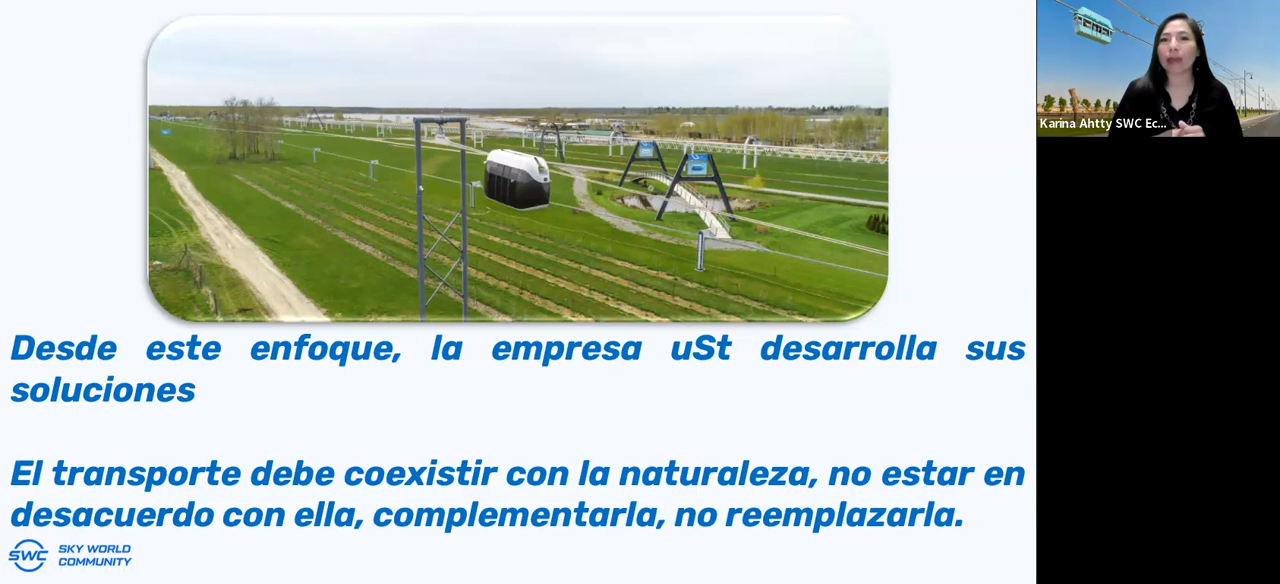 Karina Ahtty SWC Ec...
Desde este enfoque, la empresa uSt desarrolla sus
soluciones
El transporte debe coexistir con la naturaleza, no estar en
desacuerdo con ella, complementarla, no reemplazarla.
SWC
SKY WORLD
COMMUNITY